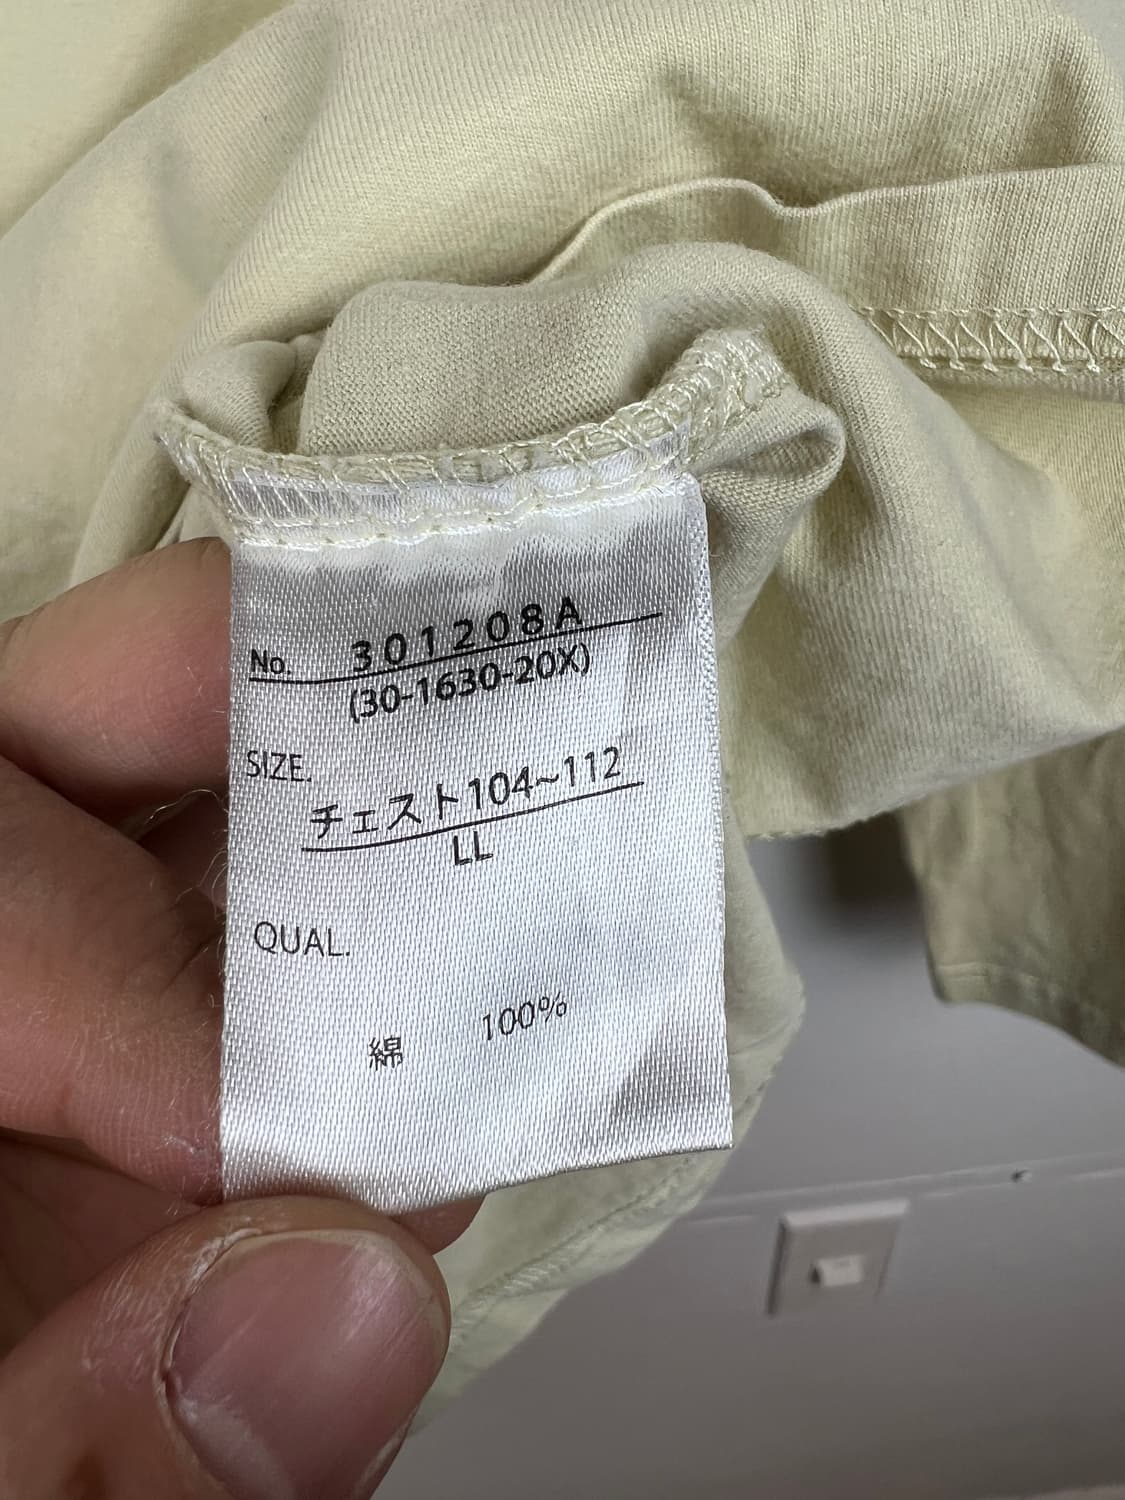 No. 301208A
(30-1630-20X)
SIZE.
チェスト104~112
LL
QUAL.
綿 100%